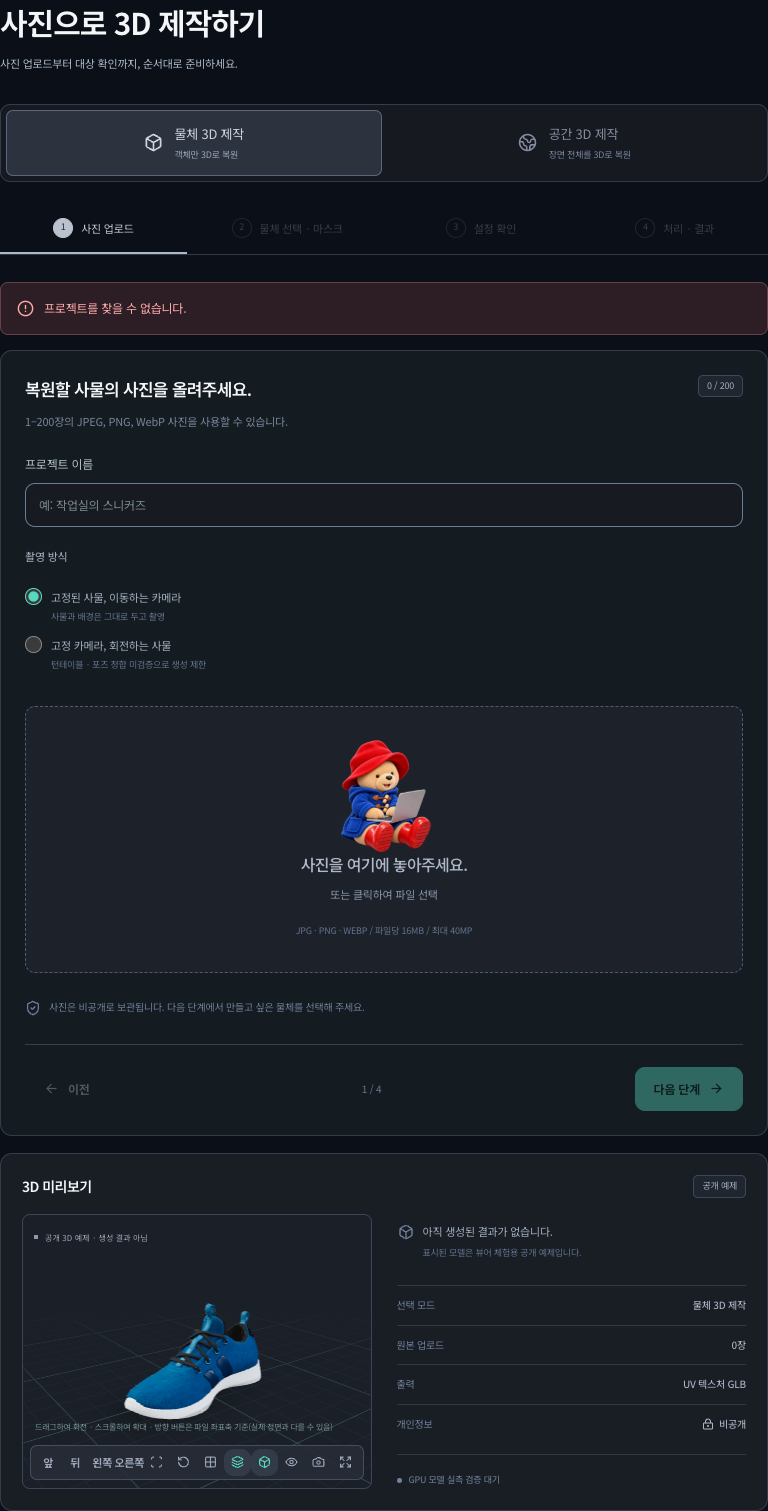 사진으로 3D 제작하기
사진 업로드부터 대상 확인까지, 순서대로 준비하세요.
물체 3D 제작
객체만 3D로 복원
공간 3D 제작
장면 전체를 3D로 복원
1 사진 업로드
2 물체 선택 · 마스크
3 설정 확인
4 처리 · 결과
프로젝트를 찾을 수 없습니다.
복원할 사물의 사진을 올려주세요.
0 / 200
1–200장의 JPEG, PNG, WebP 사진을 사용할 수 있습니다.
프로젝트 이름
예: 작업실의 스니커즈
촬영 방식
고정된 사물, 이동하는 카메라
사물과 배경은 그대로 두고 촬영
고정 카메라, 회전하는 사물
턴테이블 · 포즈 정합 미검증으로 생성 제한
사진을 여기에 놓아주세요.
또는 클릭하여 파일 선택
JPG · PNG · WEBP / 파일당 16MB / 최대 40MP
사진은 비공개로 보관됩니다. 다음 단계에서 만들고 싶은 물체를 선택해 주세요.
이전
1 / 4
다음 단계
3D 미리보기
공개 예제
공개 3D 예제 · 생성 결과 아님
드래그하여 회전 · 스크롤하여 확대 · 방향 버튼은 파일 좌표축 기준(실제 정면과 다를 수 있음)
앞 뒤 왼쪽 오른쪽
아직 생성된 결과가 없습니다.
표시된 모델은 뷰어 체험용 공개 예제입니다.
선택 모드 물체 3D 제작
원본 업로드 0장
출력 UV 텍스처 GLB
개인정보 비공개
GPU 모델 실측 검증 대기